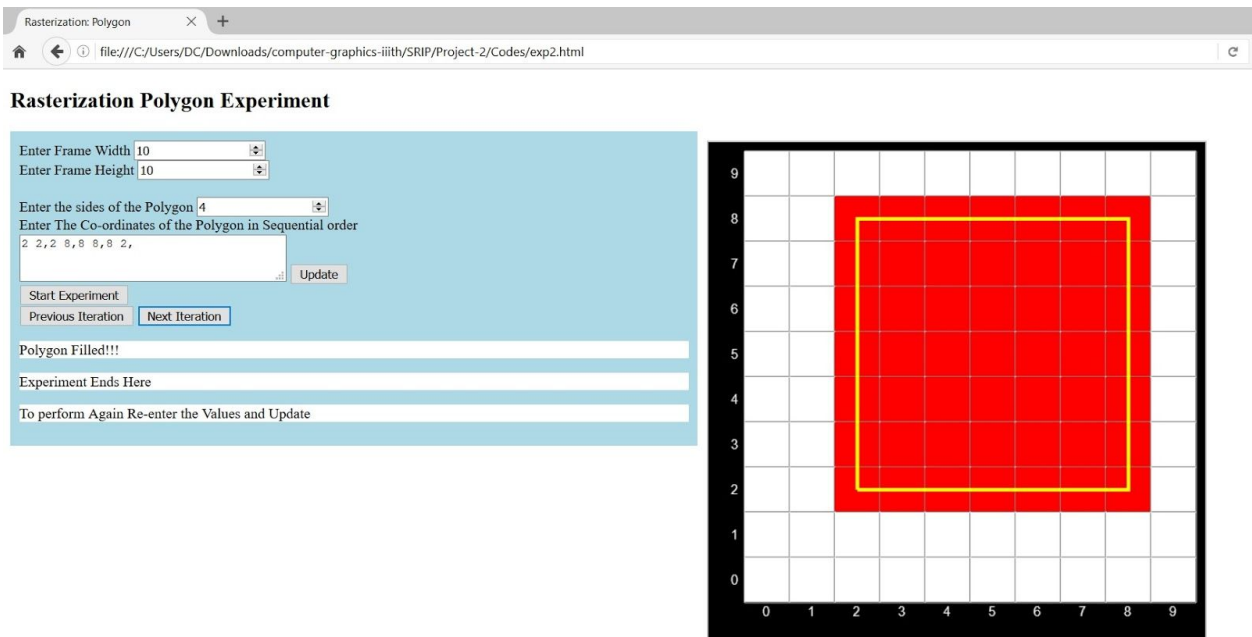 Rasterization: Polygon
file:///C:/Users/DC/Downloads/computer-graphics-iiith/SRIP/Project-2/Codes/exp2.html
Rasterization Polygon Experiment
Enter Frame Width 10
Enter Frame Height 10
Enter the sides of the Polygon 4
Enter The Co-ordinates of the Polygon in Sequential order
2 2,2 8,8 8,8 2,
Update
Start Experiment
Previous Iteration Next Iteration
Polygon Filled!!!
Experiment Ends Here
To perform Again Re-enter the Values and Update
9
8
7
6
5
4
3
2
1
0
0 1 2 3 4 5 6 7 8 9